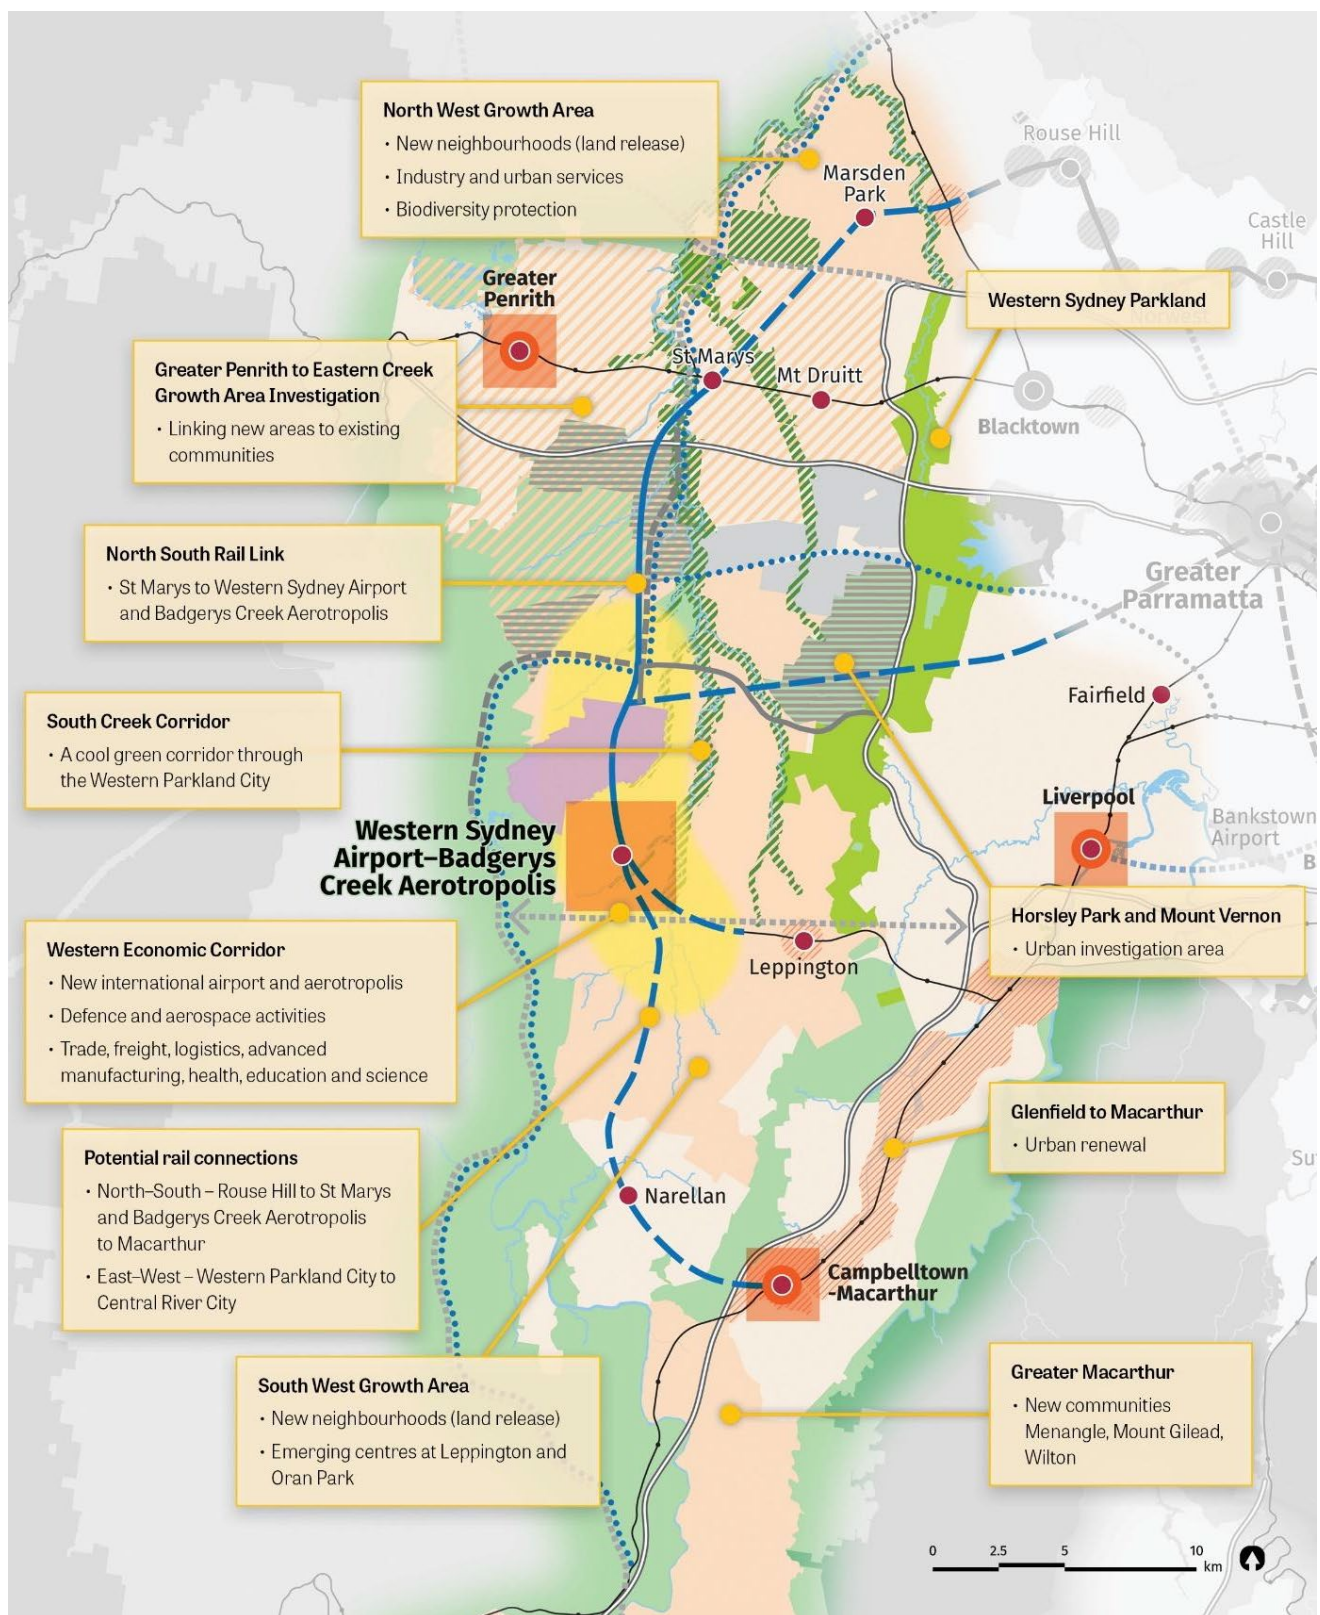 North West Growth Area
• New neighbourhoods (land release)
• Industry and urban services
• Biodiversity protection
Rouse Hill
Marsden
Park
Castle
Hill
Greater
Penrith
Western Sydney Parkland
Norwest
Greater Penrith to Eastern Creek
Growth Area Investigation
• Linking new areas to existing
communities
St Marys
Mt Druitt
Blacktown
North South Rail Link
• St Marys to Western Sydney Airport
and Badgerys Creek Aerotropolis
Greater
Parramatta
Fairfield
South Creek Corridor
• A cool green corridor through
the Western Parkland City
Liverpool
Bankstown
Airport
B
Western Sydney
Airport–Badgerys
Creek Aerotropolis
Horsley Park and Mount Vernon
• Urban investigation area
Leppington
Western Economic Corridor
• New international airport and aerotropolis
• Defence and aerospace activities
• Trade, freight, logistics, advanced
manufacturing, health, education and science
Glenfield to Macarthur
• Urban renewal
Su
Potential rail connections
• North–South – Rouse Hill to St Marys
and Badgerys Creek Aerotropolis
to Macarthur
• East–West – Western Parkland City to
Central River City
Narellan
Campbelltown
-Macarthur
South West Growth Area
• New neighbourhoods (land release)
• Emerging centres at Leppington and
Oran Park
Greater Macarthur
• New communities
Menangle, Mount Gilead,
Wilton
0 2.5 5 10
km